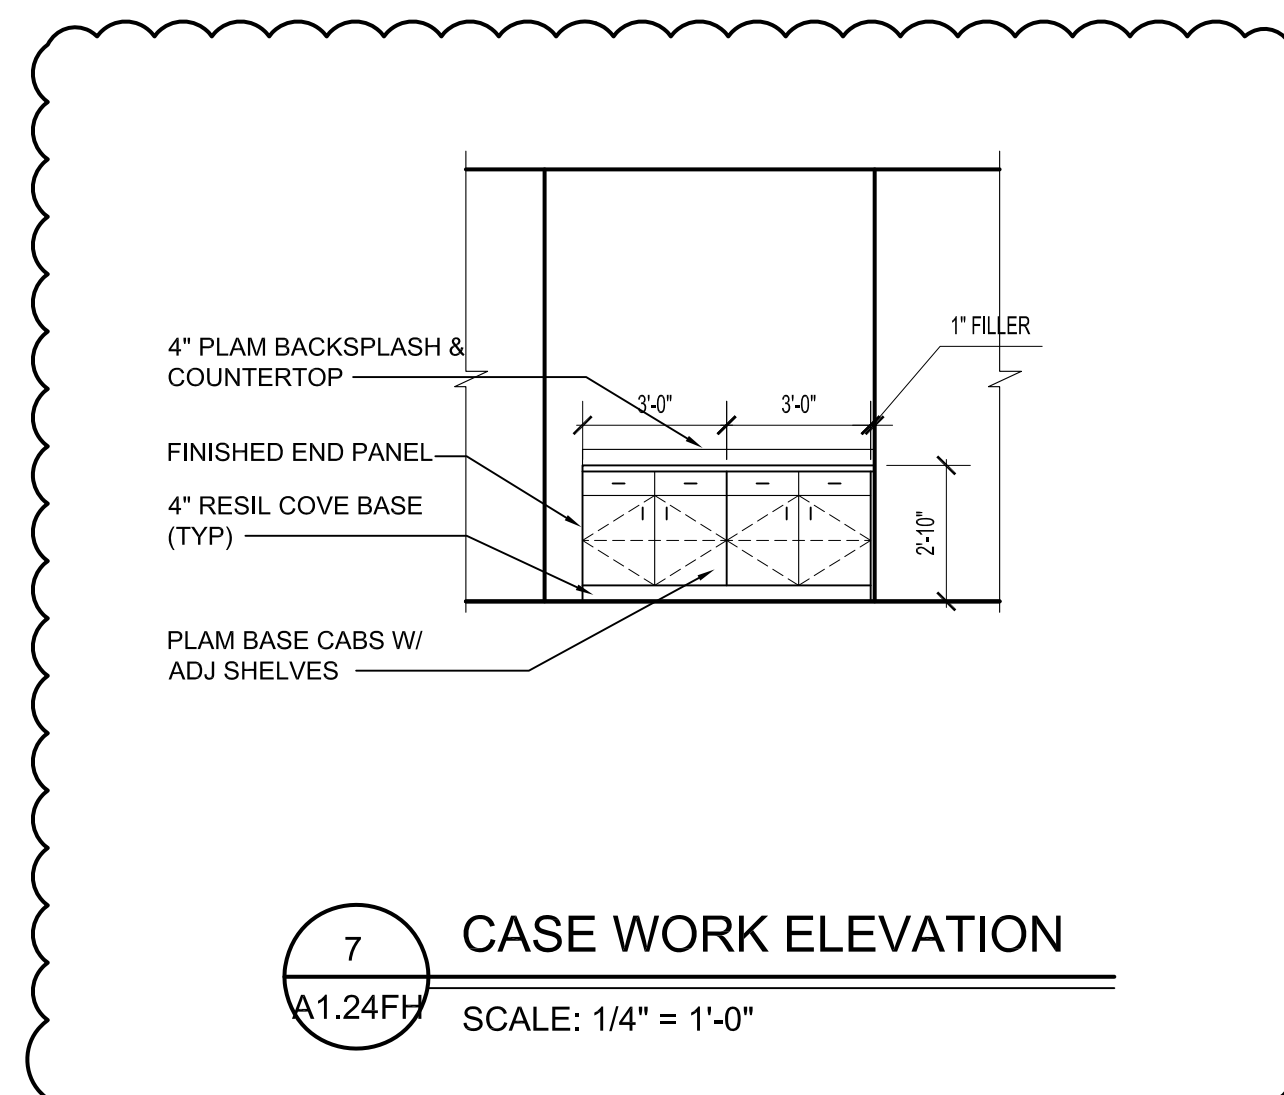 1" FILLER
4" PLAM BACKSPLASH &
COUNTERTOP
3'-0"
3'-0"
FINISHED END PANEL
4" RESIL COVE BASE
(TYP)
2'-10"
PLAM BASE CABS W/
ADJ SHELVES
7
A1.24FH
CASE WORK ELEVATION
SCALE: 1/4" = 1'-0"